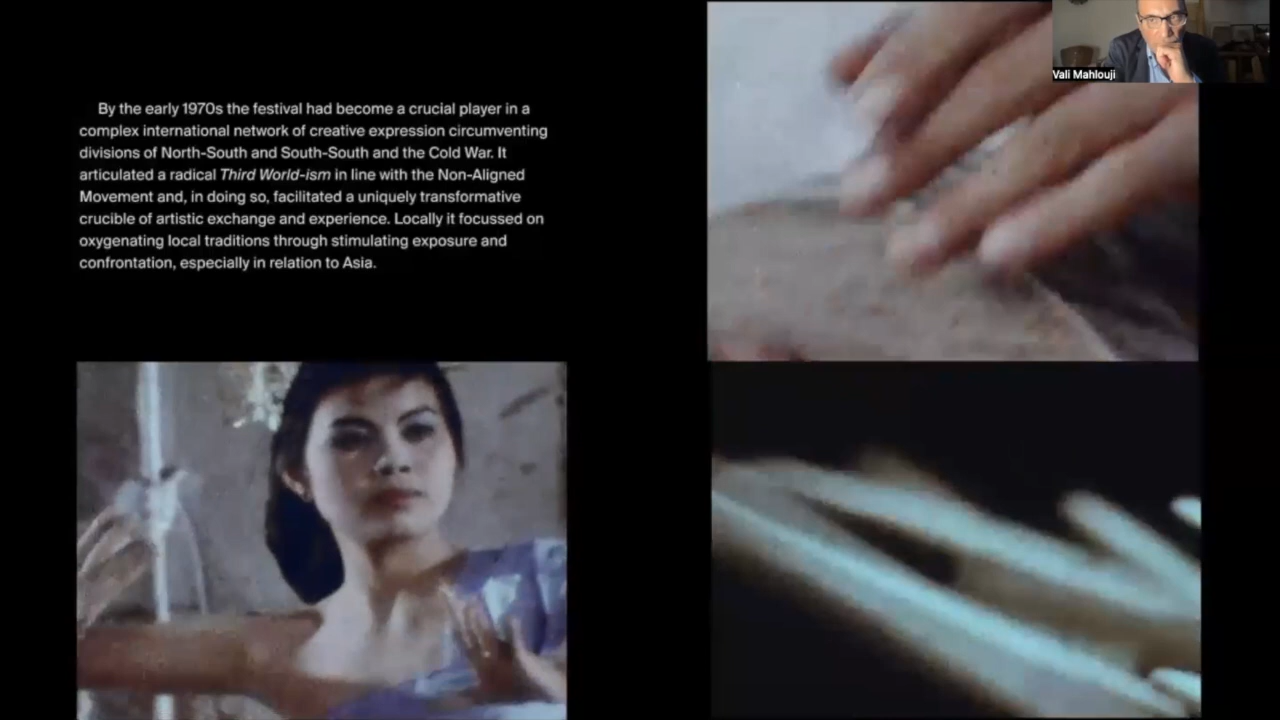 By the early 1970s the festival had become a crucial player in a
complex international network of creative expression circumventing
divisions of North-South and South-South and the Cold War. It
articulated a radical Third World-ism in line with the Non-Aligned
Movement and, in doing so, facilitated a uniquely transformative
crucible of artistic exchange and experience. Locally it focussed on
oxygenating local traditions through stimulating exposure and
confrontation, especially in relation to Asia.
Vali Mahlouji